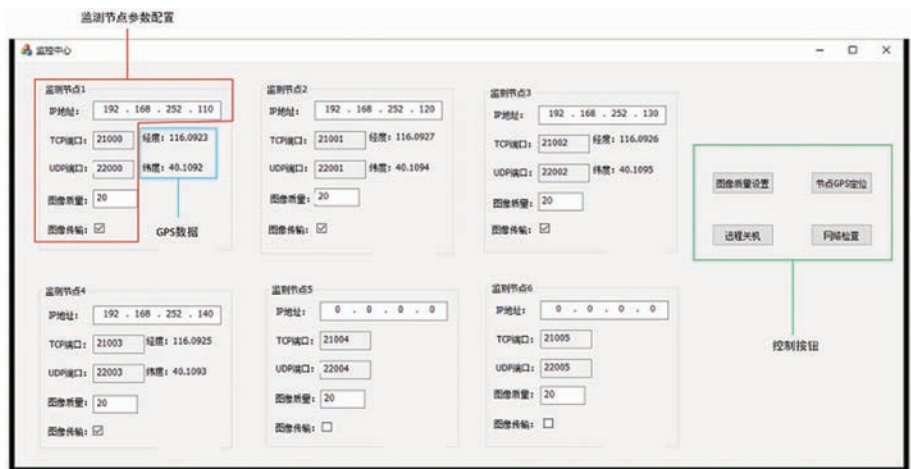 监测节点参数配置
监控中心
监测节点1
IP地址: 192 . 168 . 252 . 110
TCP端口: 21000 经度: 116.0923
UDP端口: 22000 纬度: 40.1092
图像质量: 20
图像传输:
GPS数据
监测节点2
IP地址: 192 . 168 . 252 . 120
TCP端口: 21001 经度: 116.0927
UDP端口: 22001 纬度: 40.1094
图像质量: 20
图像传输:
监测节点3
IP地址: 192 . 168 . 252 . 130
TCP端口: 21002 经度: 116.0926
UDP端口: 22002 纬度: 40.1095
图像质量: 20
图像传输:
图像质量设置 节点GPS定位
远程关机 网络检查
控制按钮
监测节点4
IP地址: 192 . 168 . 252 . 140
TCP端口: 21003 经度: 116.0925
UDP端口: 22003 纬度: 40.1093
图像质量: 20
图像传输:
监测节点5
IP地址: 0 . 0 . 0 . 0
TCP端口: 21004
UDP端口: 22004
图像质量: 20
图像传输:
监测节点6
IP地址: 0 . 0 . 0 . 0
TCP端口: 21005
UDP端口: 22005
图像质量: 20
图像传输: